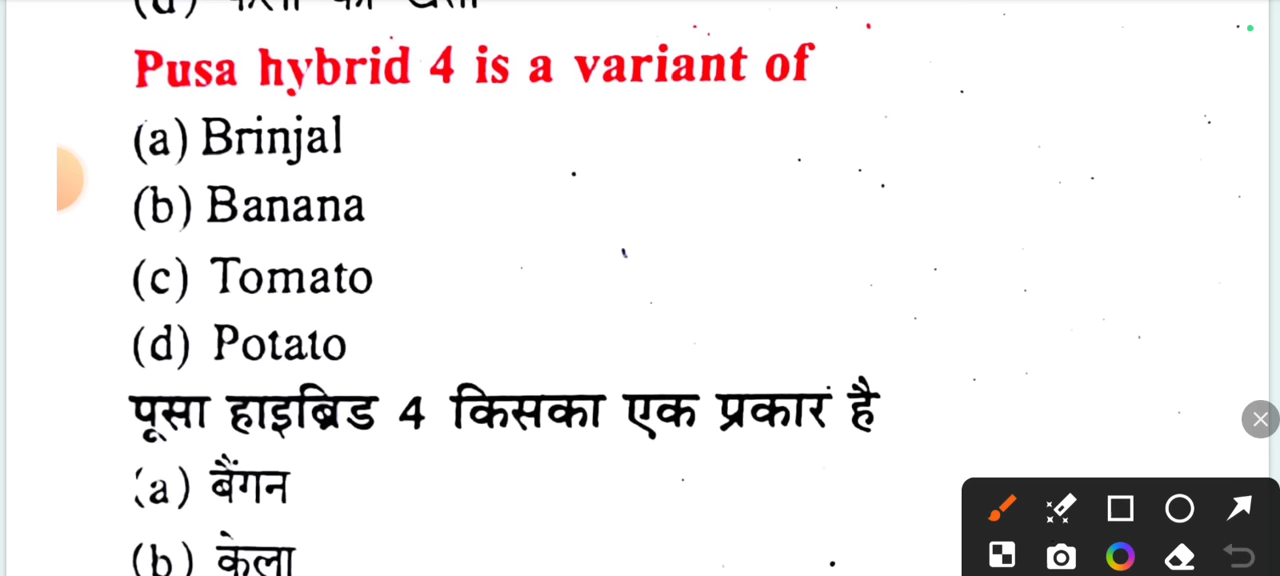 Pusa hybrid 4 is a variant of
(a) Brinjal
(b) Banana
(c) Tomato
(d) Potato
पूसा हाइब्रिड 4 किसका एक प्रकार है
(a) बैंगन
(b) केला